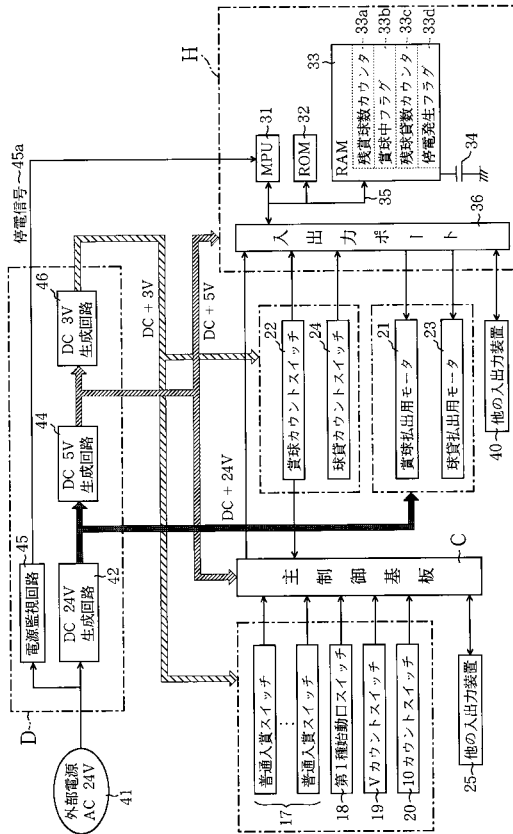 外部電源
AC 24V
41
D
電源監視回路
45
DC 24V
生成回路
42
DC 5V
生成回路
44
DC 3V
生成回路
46
停電信号~45a
DC+3V
DC+5V
DC+24V
H
MPU
31
ROM
32
33
RAM
残賞球数カウンタ
33a
賞球中フラグ
33b
残球貸数カウンタ
33c
停電発生フラグ
33d
34
35
入出力ポート
36
賞球カウントスイッチ
22
球貸カウントスイッチ
24
賞球払出用モータ
21
球貸払出用モータ
23
40~他の入出力装置
主制御基板
C
17
普通入賞スイッチ
⋮
普通入賞スイッチ
18~第1種始動口スイッチ
19~Vカウントスイッチ
20~10カウントスイッチ
25~他の入出力装置